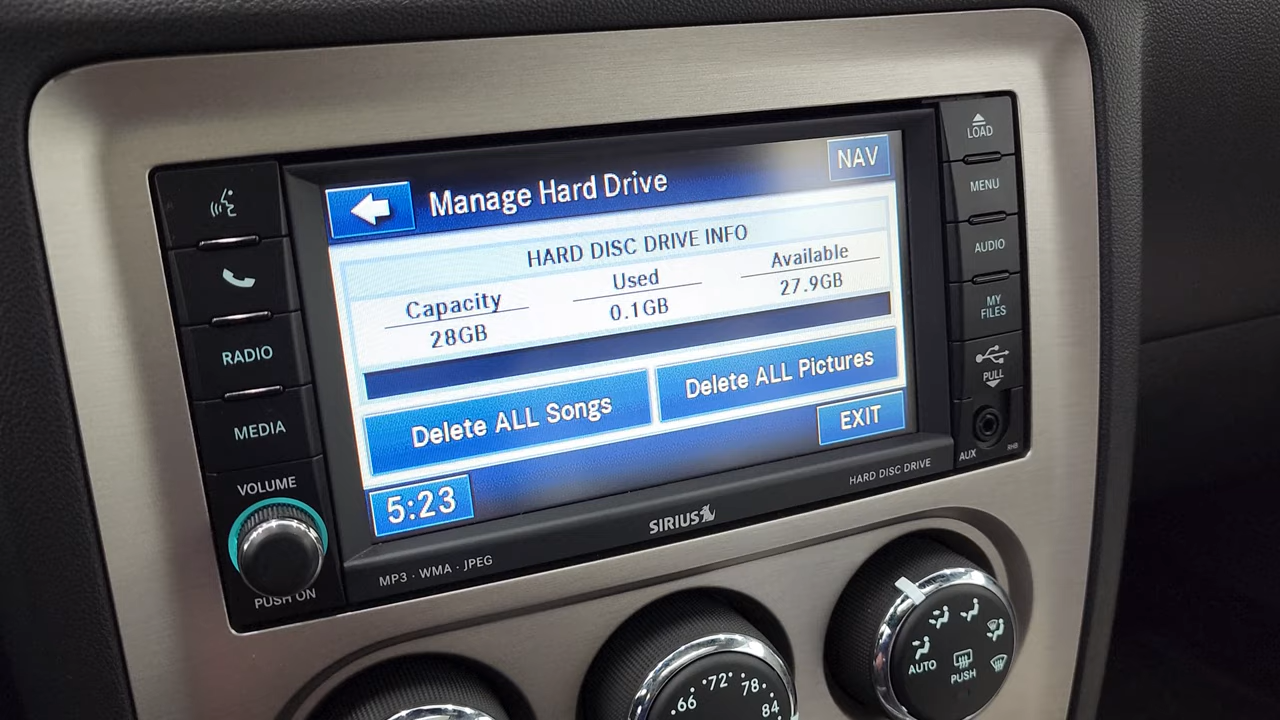 Manage Hard Drive
NAV
HARD DISC DRIVE INFO
Capacity Used Available
28GB 0.1GB 27.9GB
Delete ALL Songs
Delete ALL Pictures
EXIT
5:23
RADIO
MEDIA
VOLUME
PUSH ON
LOAD
MENU
AUDIO
MY
FILES
PULL
AUX
RHB
MP3 · WMA · JPEG
SIRIUS
HARD DISC DRIVE
66 72 78 84
AUTO
PUSH